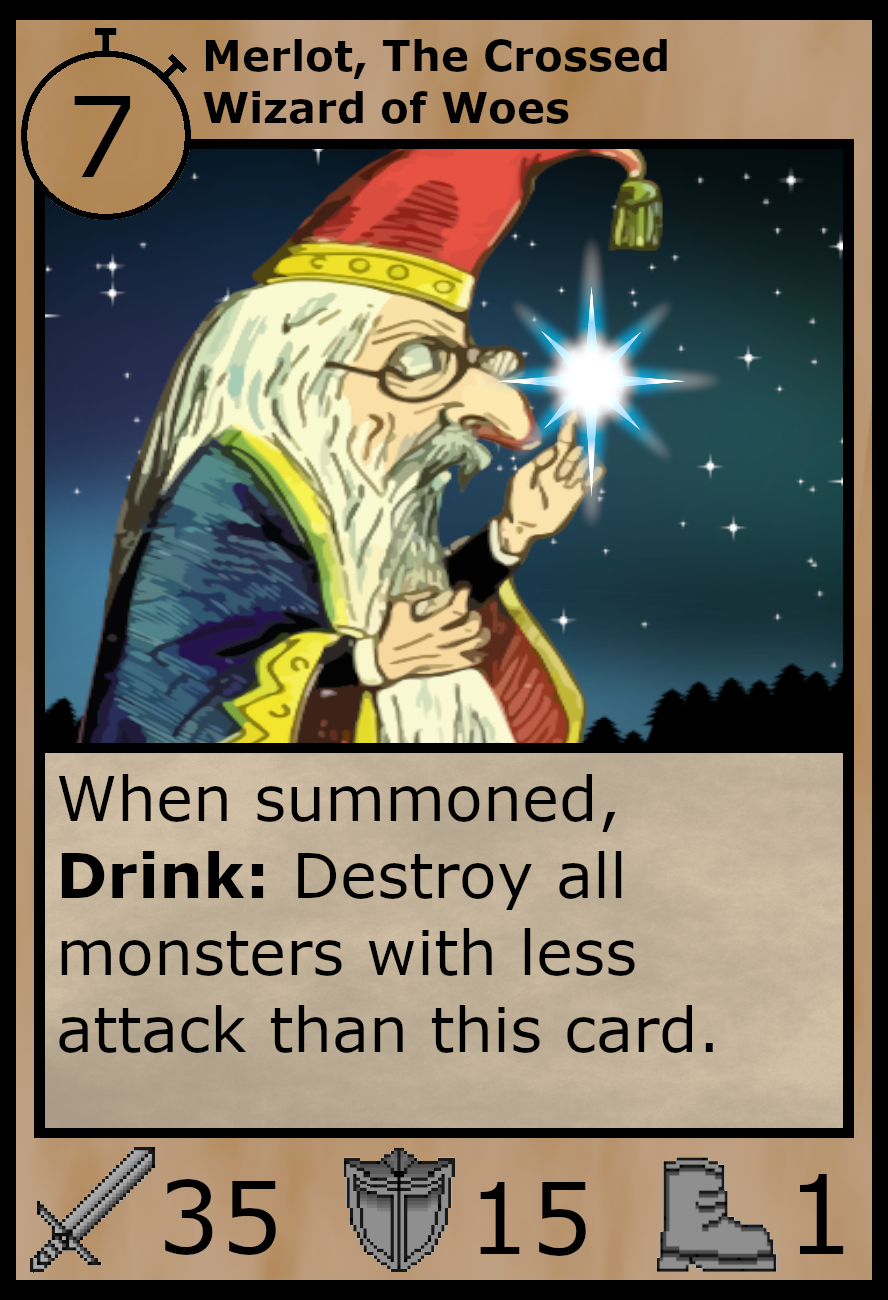 7
Merlot, The Crossed
Wizard of Woes
When summoned,
Drink: Destroy all
monsters with less
attack than this card.
35 15 1